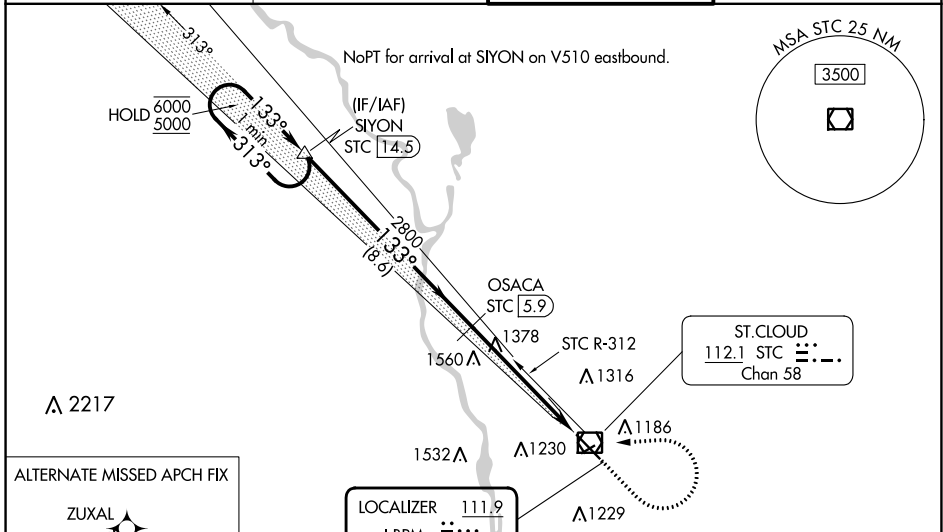 NoPT for arrival at SIYON on V510 eastbound.
MSA STC 25 NM
3500
313°
HOLD 6000
5000
133°
1 min
313°
(IF/IAF)
SIYON
STC 14.5
2800
133°
(8.6)
OSACA
STC 5.9
1378
1560
STC R-312
1316
ST.CLOUD
112.1 STC
Chan 58
2217
1186
1230
1532
1229
ALTERNATE MISSED APCH FIX
ZUXAL
LOCALIZER 111.9